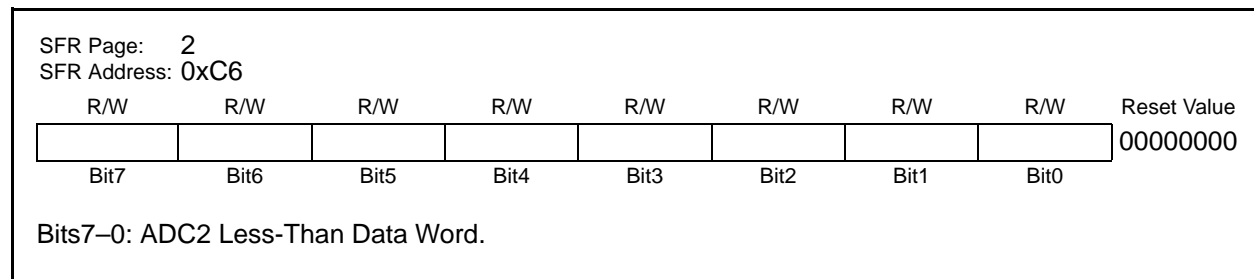 SFR Page: 2
SFR Address: 0xC6
R/W R/W R/W R/W R/W R/W R/W R/W Reset Value
00000000
Bit7 Bit6 Bit5 Bit4 Bit3 Bit2 Bit1 Bit0
Bits7–0: ADC2 Less-Than Data Word.